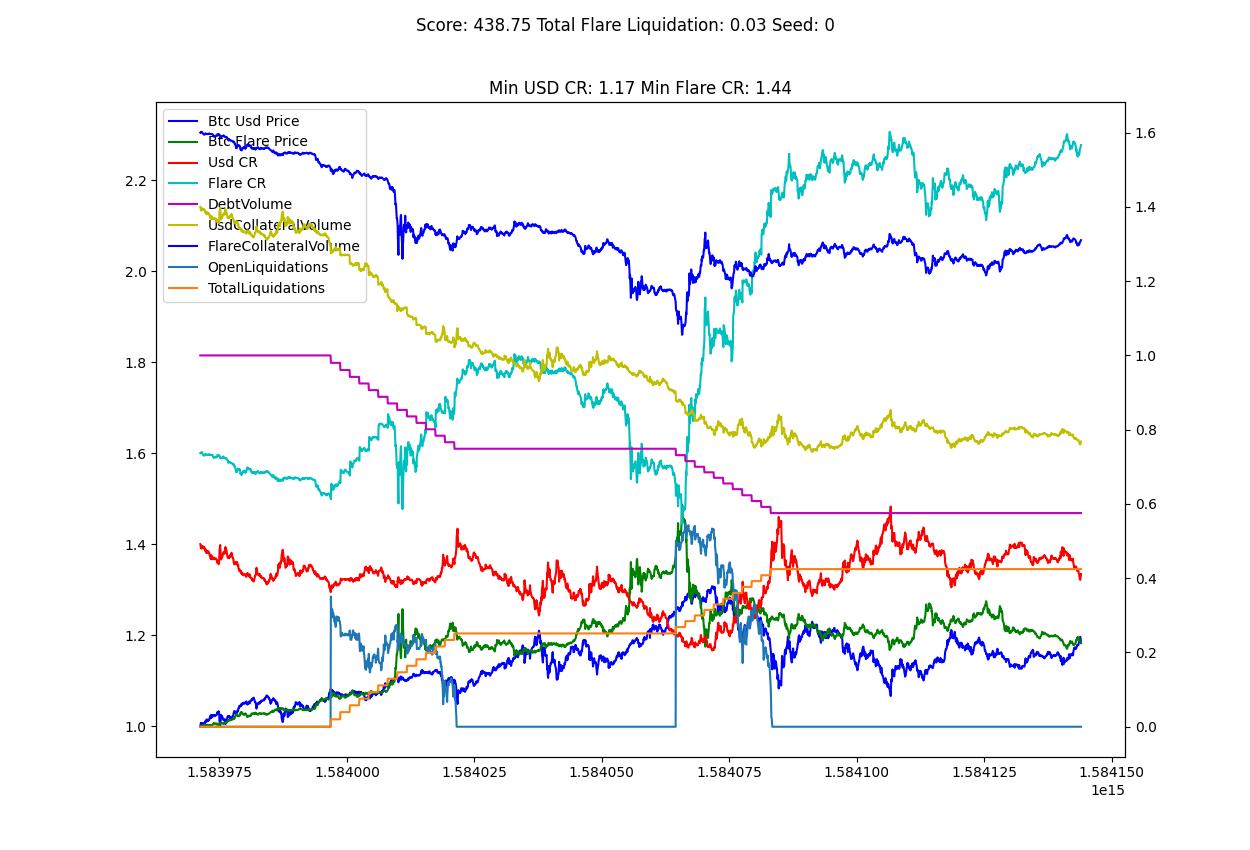 Score: 438.75 Total Flare Liquidation: 0.03 Seed: 0
Min USD CR: 1.17 Min Flare CR: 1.44
Btc Usd Price
Btc Flare Price
Usd CR
Flare CR
DebtVolume
UsdCollateralVolume
FlareCollateralVolume
OpenLiquidations
TotalLiquidations
2.2
2.0
1.8
1.6
1.4
1.2
1.0
1.6
1.4
1.2
1.0
0.8
0.6
0.4
0.2
0.0
1.583975 1.584000 1.584025 1.584050 1.584075 1.584100 1.584125 1.584150
1e15